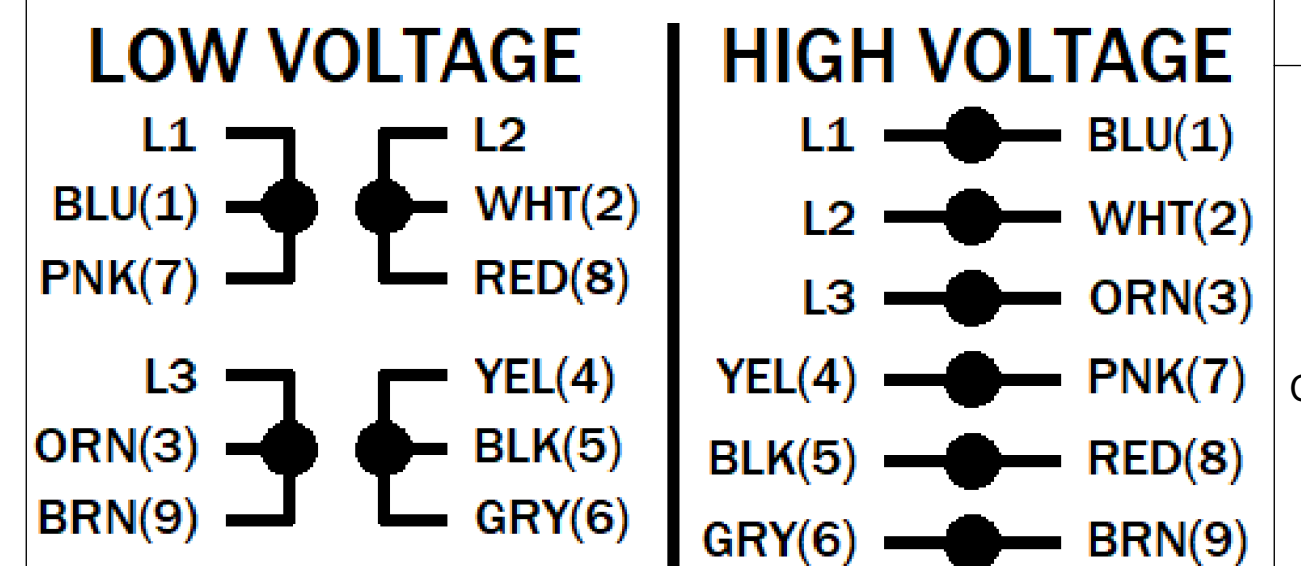 LOW VOLTAGE
L1
BLU(1)
PNK(7)
L2
WHT(2)
RED(8)
L3
ORN(3)
BRN(9)
YEL(4)
BLK(5)
GRY(6)
HIGH VOLTAGE
L1 BLU(1)
L2 WHT(2)
L3 ORN(3)
YEL(4) PNK(7)
BLK(5) RED(8)
GRY(6) BRN(9)